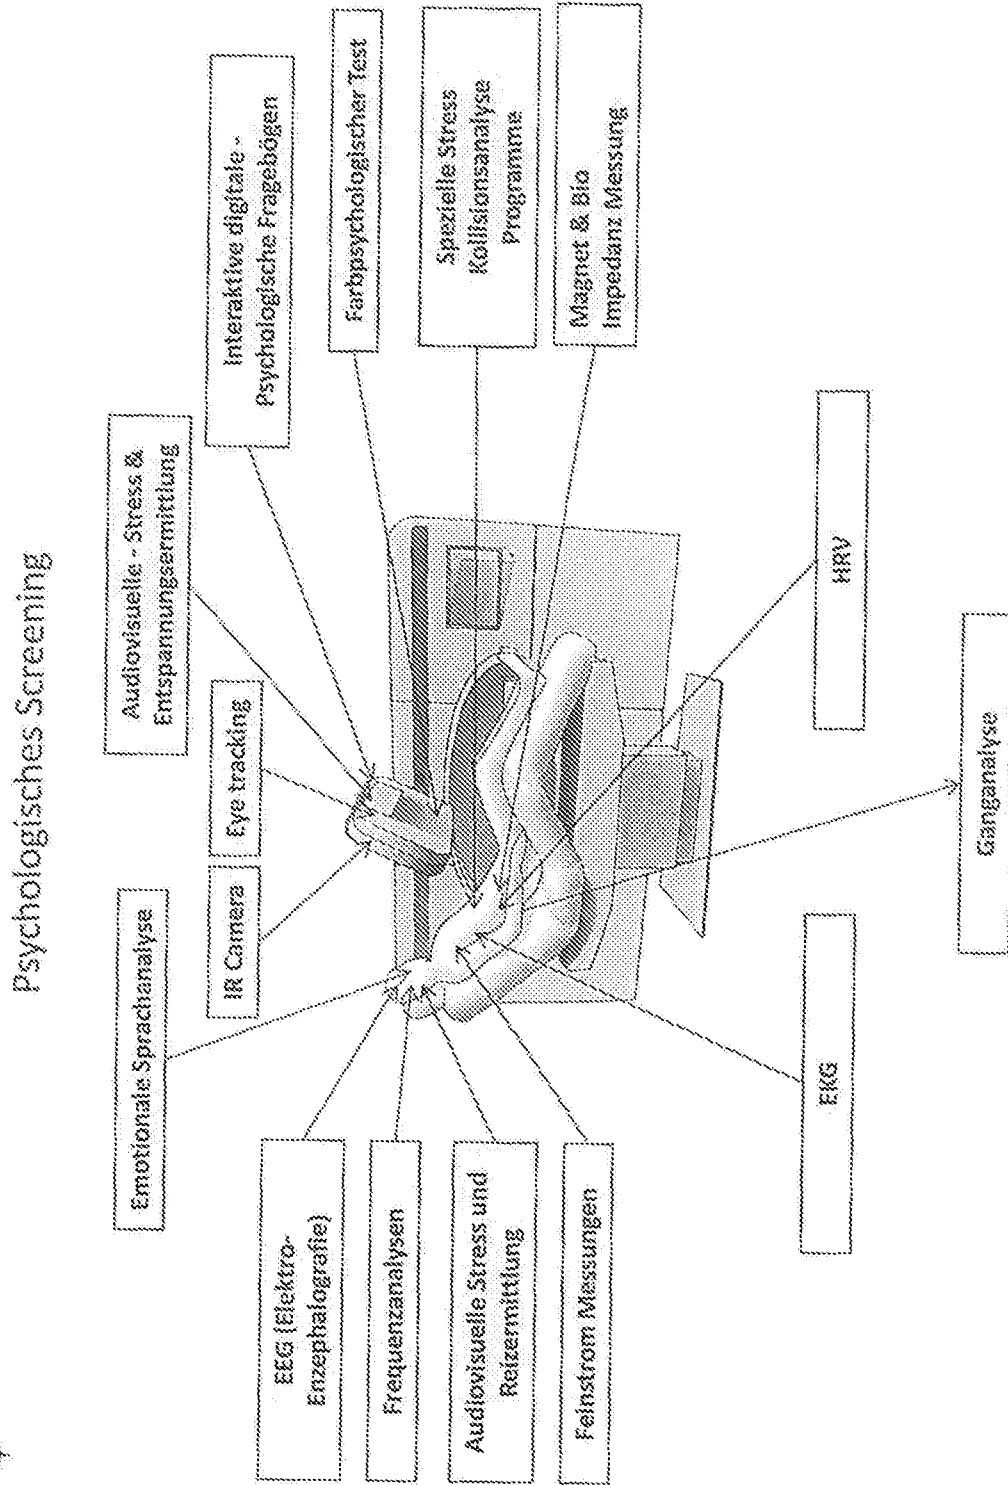 Psychologisches Screening
Emotionale Sprachanalyse
Audiovisuelle - Stress &
Entspannungsermittlung
IR Camera
Eye tracking
Interaktive digitale -
Psychologische Fragebögen
EEG (Elektro-
Enzephalografie)
Farbpsychologischer Test
Frequenzanalysen
Spezielle Stress
Kollisionsanalyse
Programme
Audiovisuelle Stress und
Reizermittlung
Magnet & Bio
Impedanz Messung
Feinstrom Messungen
EKG
HRV
Ganganalyse